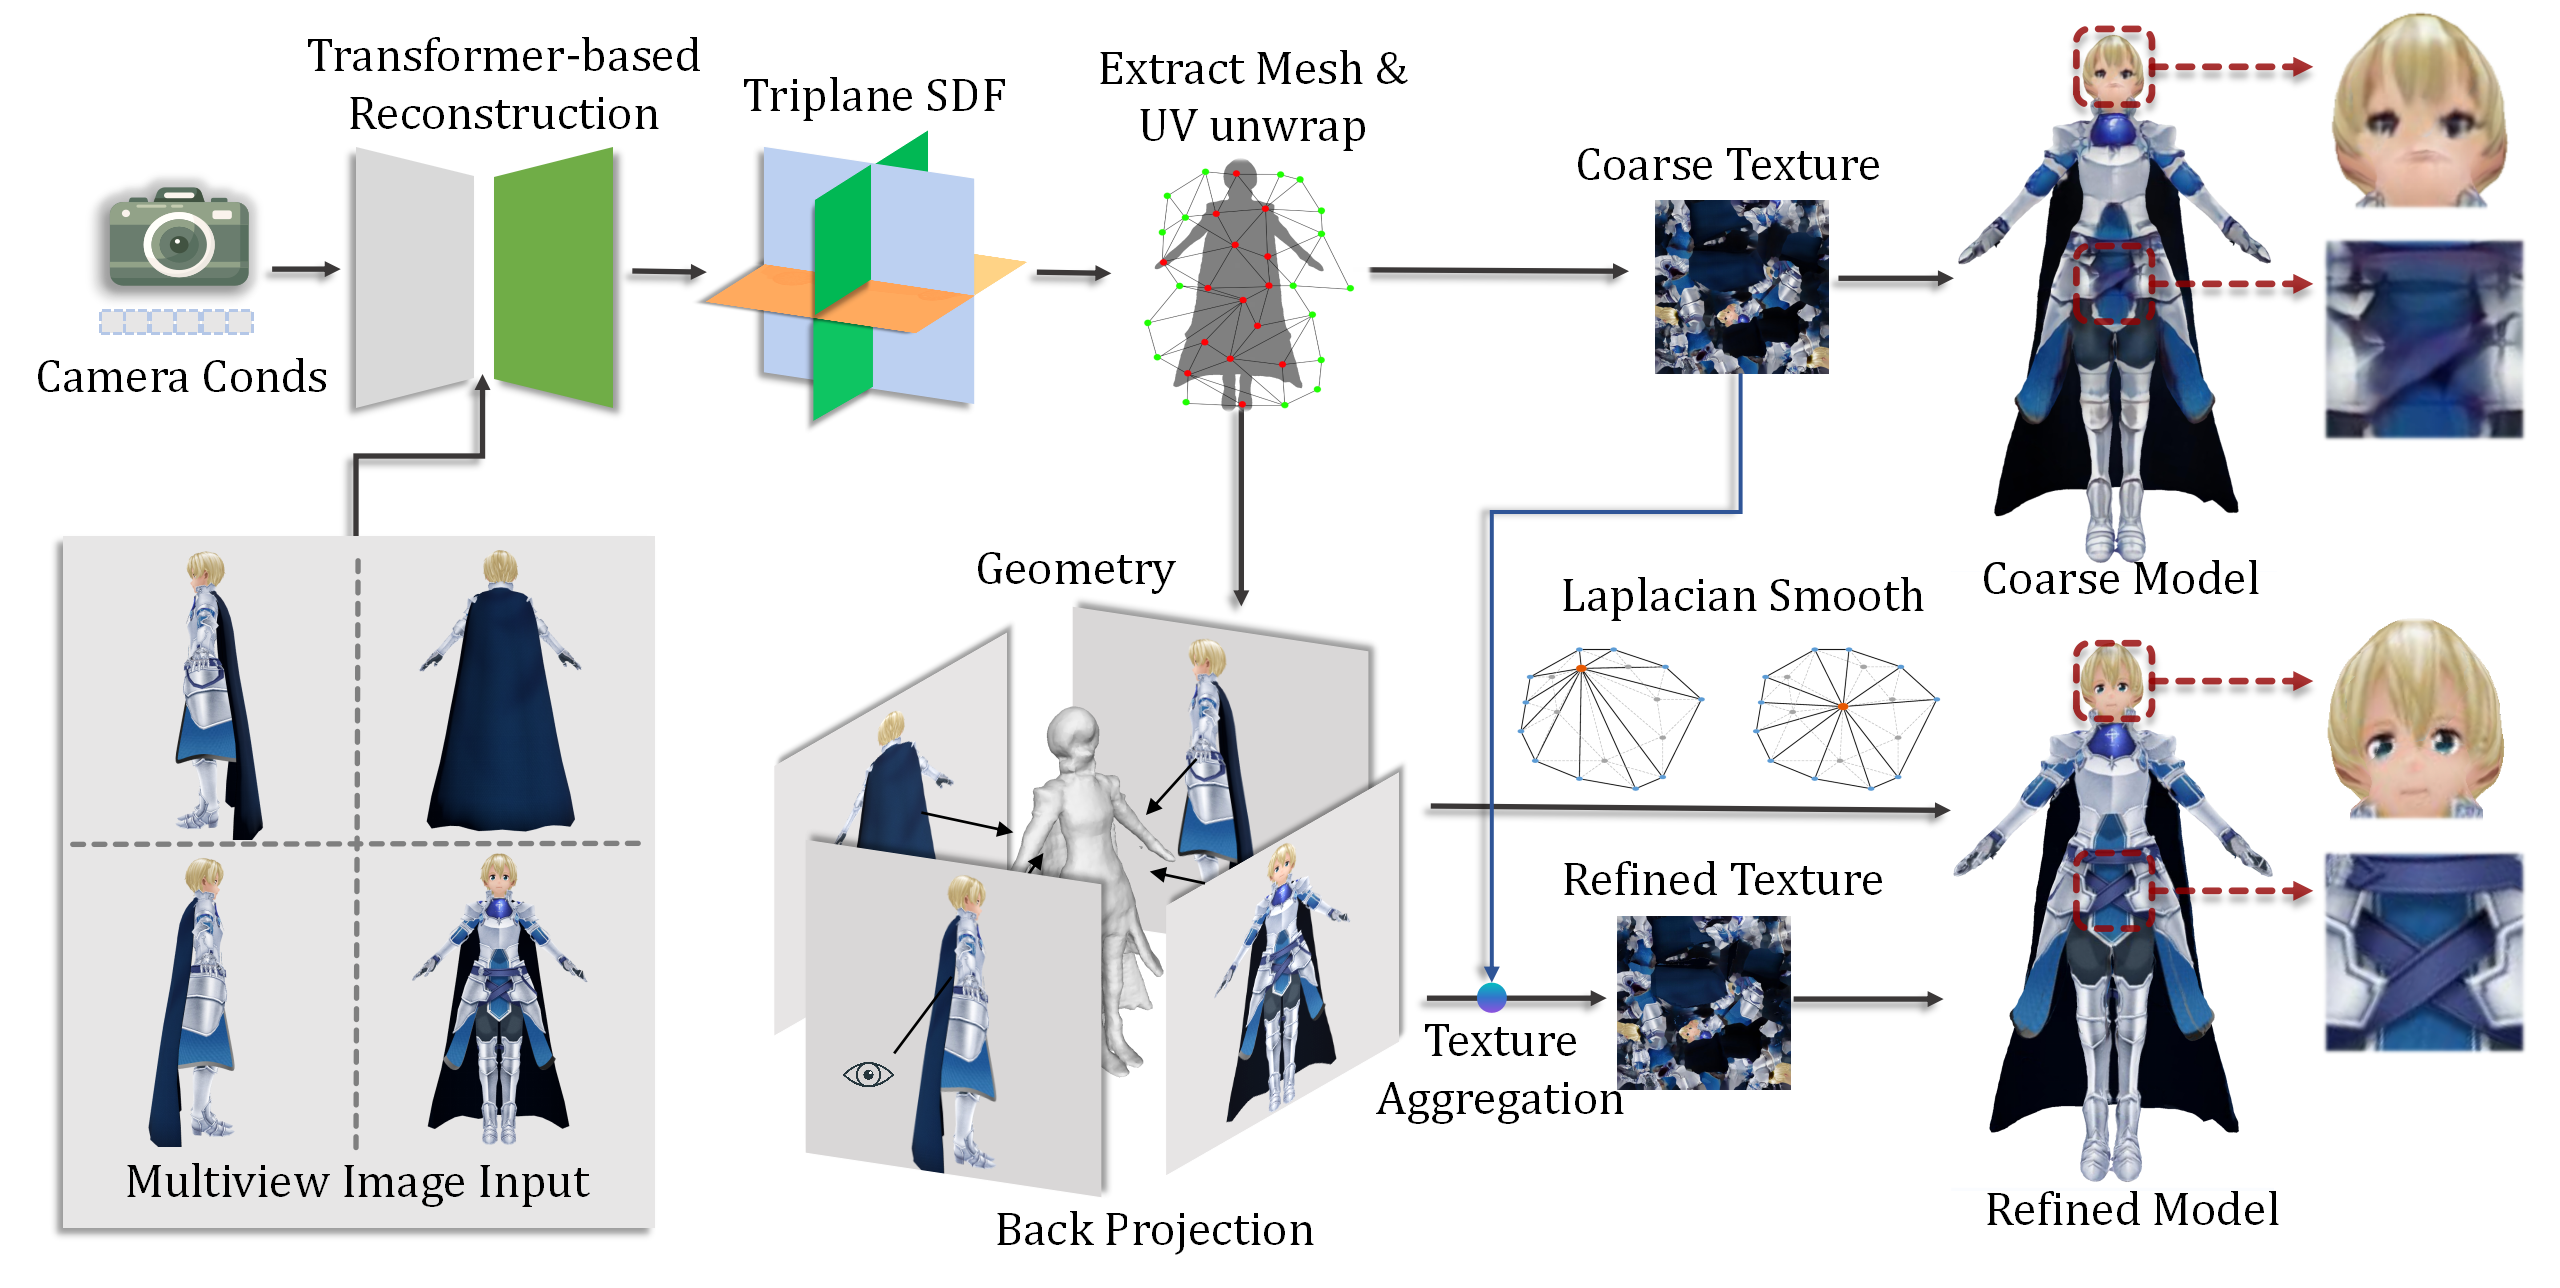 Transformer-based
Reconstruction
Triplane SDF
Extract Mesh &
UV unwrap
Coarse Texture
Camera Conds
Geometry
Laplacian Smooth
Coarse Model
Refined Texture
Texture
Aggregation
Multiview Image Input
Back Projection
Refined Model